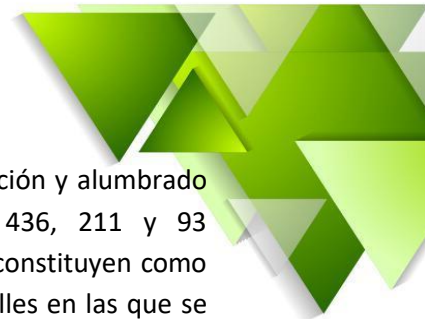 ción y alumbrado
436, 211 y 93
constituyen como
lles en las que se